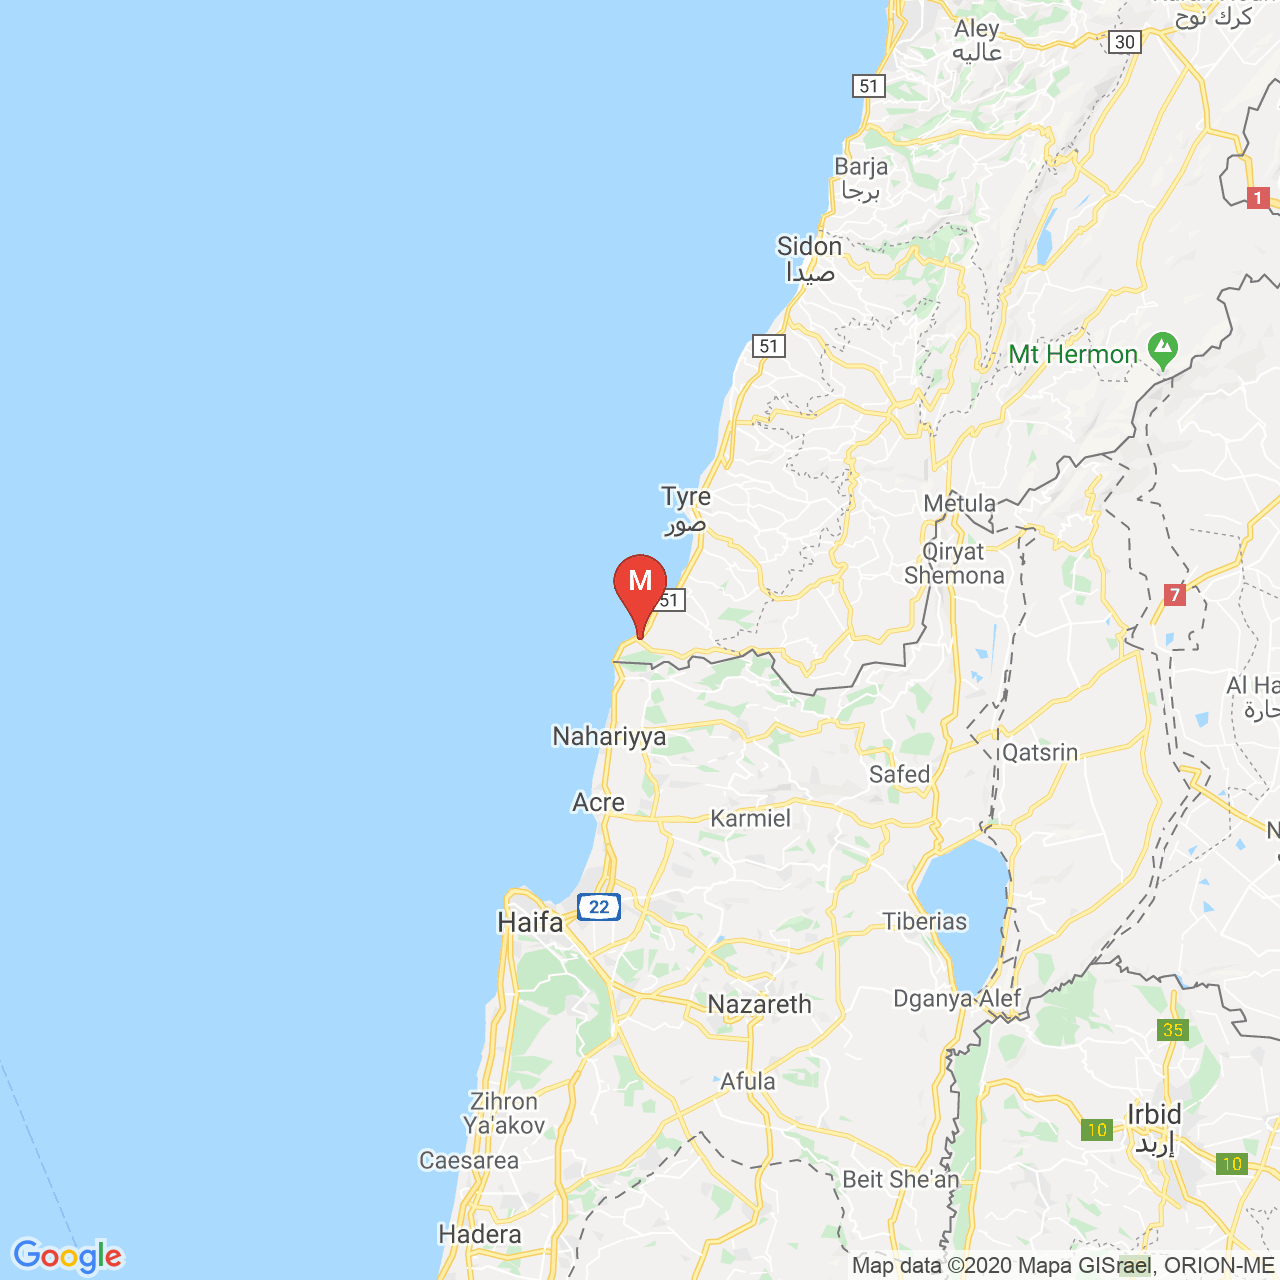 Aley
عاليه
كرك نوح
30
51
Barja
برجا
1
Sidon
صيدا
51
Mt Hermon
Tyre
صور
Metula
Qiryat
Shemona
M
51
7
Al Ha
حارة
Nahariyya
Qatsrin
Safed
Acre
Karmiel
N
22
Haifa
Tiberias
Nazareth
Dganya Alef
35
Afula
Zihron
Ya'akov
Irbid
إربد
10
Caesarea
10
Beit She'an
Hadera
Google
Map data ©2020 Mapa GISrael, ORION-ME